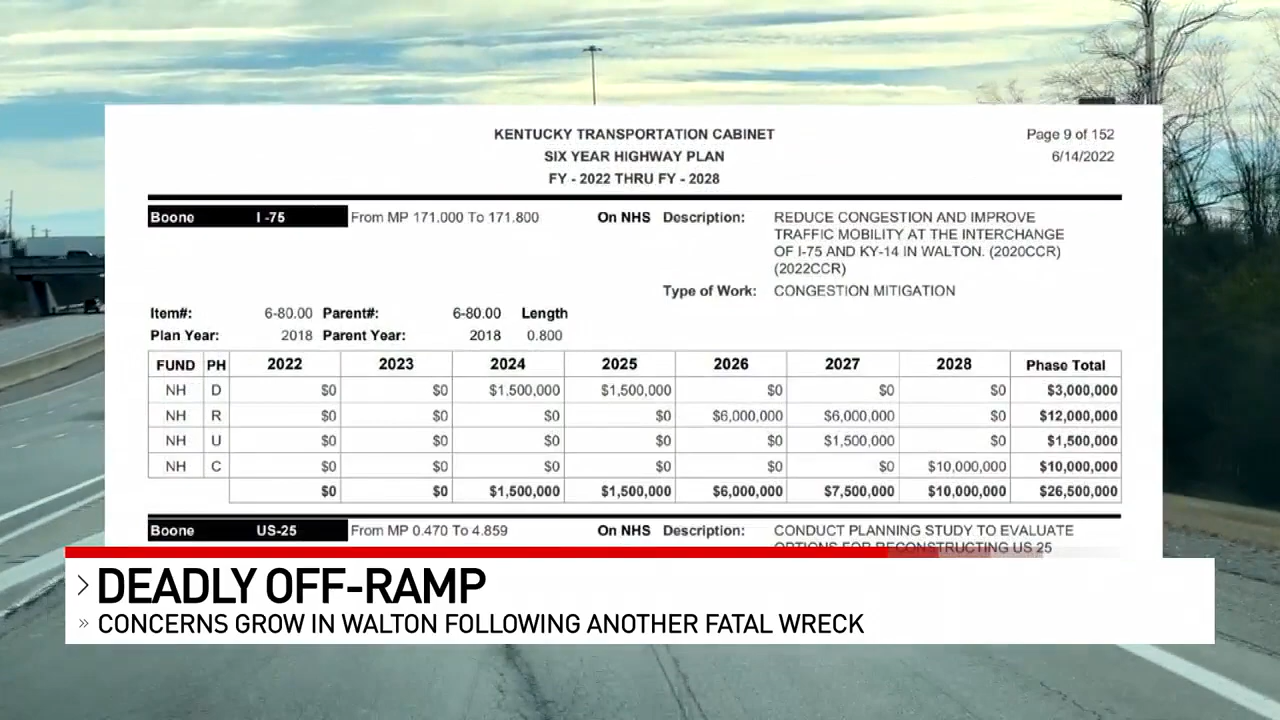 KENTUCKY TRANSPORTATION CABINET
Page 9 of 152
SIX YEAR HIGHWAY PLAN
6/14/2022
FY - 2022 THRU FY - 2028
Boone I -75 From MP 171.000 To 171.800 On NHS Description: REDUCE CONGESTION AND IMPROVE
TRAFFIC MOBILITY AT THE INTERCHANGE
OF I-75 AND KY-14 IN WALTON. (2020CCR)
(2022CCR)
Type of Work: CONGESTION MITIGATION
Item#: 6-80.00 Parent#: 6-80.00 Length
Plan Year: 2018 Parent Year: 2018 0.800
FUND PH 2022 2023 2024 2025 2026 2027 2028 Phase Total
NH D $0 $0 $1,500,000 $1,500,000 $0 $0 $0 $3,000,000
NH R $0 $0 $0 $0 $6,000,000 $6,000,000 $0 $12,000,000
NH U $0 $0 $0 $0 $0 $1,500,000 $0 $1,500,000
NH C $0 $0 $0 $0 $0 $0 $10,000,000 $10,000,000
$0 $0 $1,500,000 $1,500,000 $6,000,000 $7,500,000 $10,000,000 $26,500,000
Boone US-25 From MP 0.470 To 4.859 On NHS Description: CONDUCT PLANNING STUDY TO EVALUATE
OPTIONS FOR RECONSTRUCTING US 25
> DEADLY OFF-RAMP
» CONCERNS GROW IN WALTON FOLLOWING ANOTHER FATAL WRECK